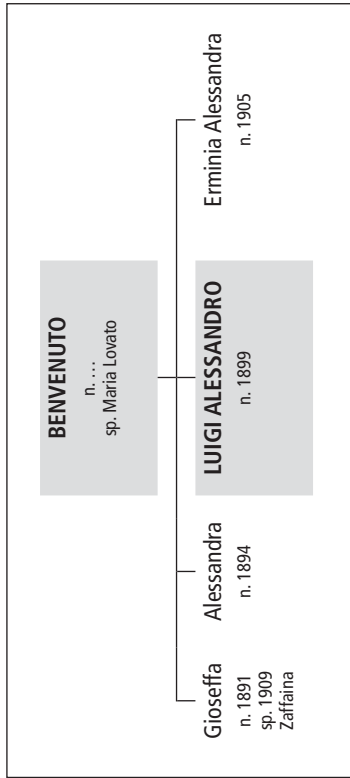 BENVENUTO
n. ...
sp. Maria Lovato
Gioseffa
n. 1891
sp. 1909
Zaffaina
Alessandra
n. 1894
LUIGI ALESSANDRO
n. 1899
Erminia Alessandra
n. 1905